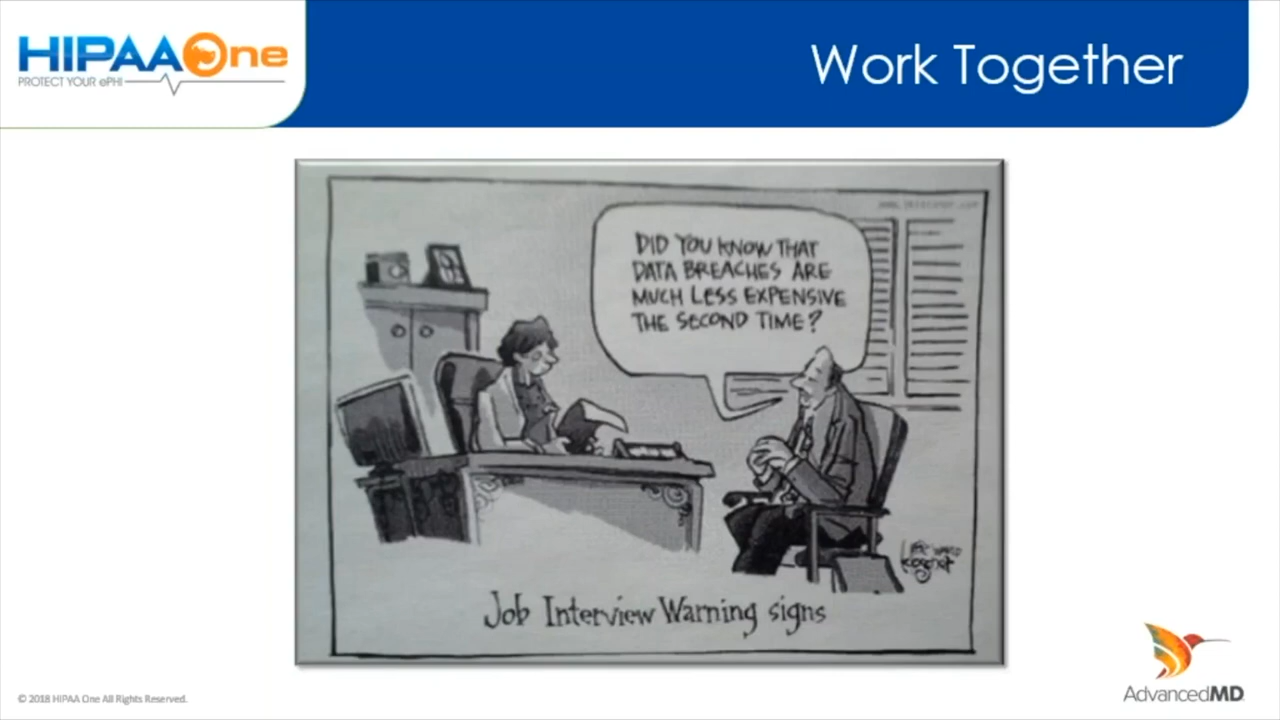 HIPAA One
PROTECT YOUR ePHI
Work Together
DID YOU KNOW THAT
DATA BREACHES ARE
MUCH LESS EXPENSIVE
THE SECOND TIME?
Job Interview Warning signs
© 2018 HIPAA One All Rights Reserved.
AdvancedMD